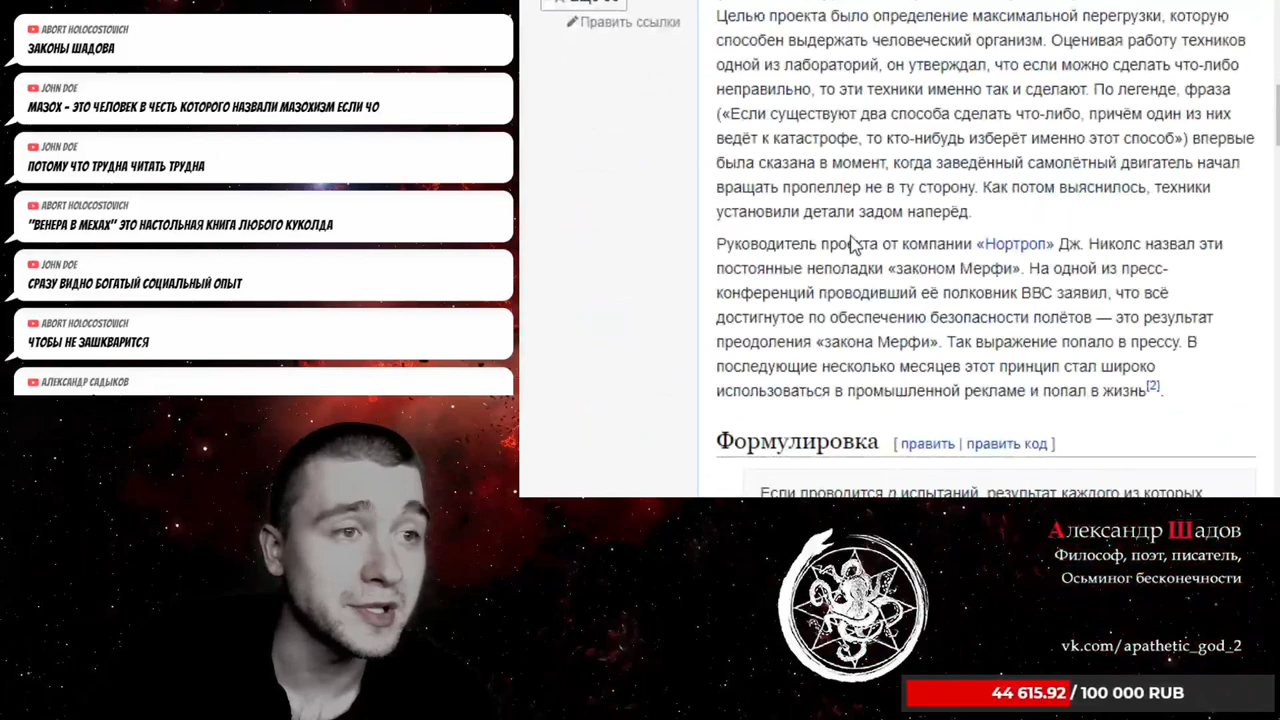 ABORT HOLOCOSTOVICH
ЗАКОНЫ ШАДОВА
JOHN DOE
МАЗОХ - ЭТО ЧЕЛОВЕК В ЧЕСТЬ КОТОРОГО НАЗВАЛИ МАЗОХИЗМ ЕСЛИ ЧО
JOHN DOE
ПОТОМУ ЧТО ТРУДНА ЧИТАТЬ ТРУДНА
ABORT HOLOCOSTOVICH
"ВЕНЕРА В МЕХАХ" ЭТО НАСТОЛЬНАЯ КНИГА ЛЮБОГО КУКОЛДА
JOHN DOE
СРАЗУ ВИДНО БОГАТЫЙ СОЦИАЛЬНЫЙ ОПЫТ
ABORT HOLOCOSTOVICH
ЧТОБЫ НЕ ЗАШКВАРИТСЯ
АЛЕКСАНДР САДЫКОВ
Править ссылки
Целью проекта было определение максимальной перегрузки, которую
способен выдержать человеческий организм. Оценивая работу техников
одной из лабораторий, он утверждал, что если можно сделать что-либо
неправильно, то эти техники именно так и сделают. По легенде, фраза
(«Если существуют два способа сделать что-либо, причём один из них
ведёт к катастрофе, то кто-нибудь изберёт именно этот способ») впервые
была сказана в момент, когда заведённый самолётный двигатель начал
вращать пропеллер не в ту сторону. Как потом выяснилось, техники
установили детали задом наперёд.
Руководитель проекта от компании «Нортроп» Дж. Николс назвал эти
постоянные неполадки «законом Мерфи». На одной из пресс-
конференций проводивший её полковник ВВС заявил, что всё
достигнутое по обеспечению безопасности полётов — это результат
преодоления «закона Мерфи». Так выражение попало в прессу. В
последующие несколько месяцев этот принцип стал широко
использоваться в промышленной рекламе и попал в жизнь[2].
Формулировка [ править | править код ]
Если проводится n испытаний, результат каждого из которых
Александр Шадов
Философ, поэт, писатель,
Осьминог бесконечности
vk.com/apathetic_god_2
44 615.92 / 100 000 RUB